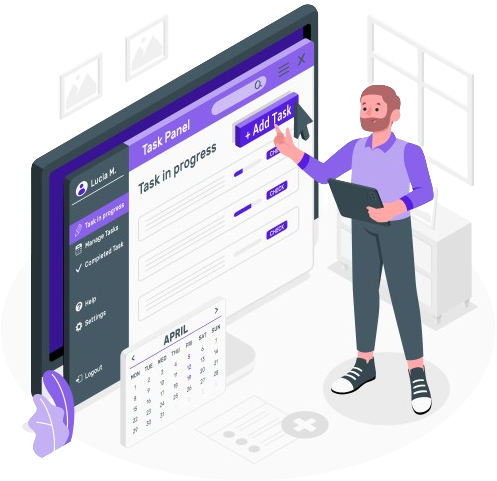 Lucia M.
Task in progress
Manage Tasks
Completed Task
Help
Settings
Logout
Task Panel
+ Add Task
Task in progress
CHECK
CHECK
CHECK
APRIL
MON TUE WED THU FRI SAT SUN